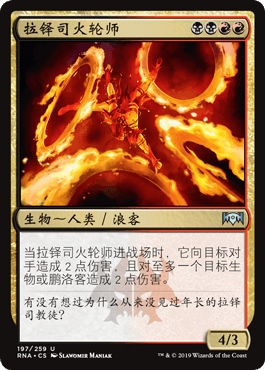 拉铎司火轮师
生物～人类／浪客
当拉铎司火轮师进战场时，它向目标对
手造成２点伤害，且对至多一个目标生
物或鹏洛客造成２点伤害。
有没有想过为什么从来没见过年长的拉铎
司教徒？
4/3
197/259 U
RNA • CS SLAWOMIR MANIAK
™ & © 2019 Wizards of the Coast